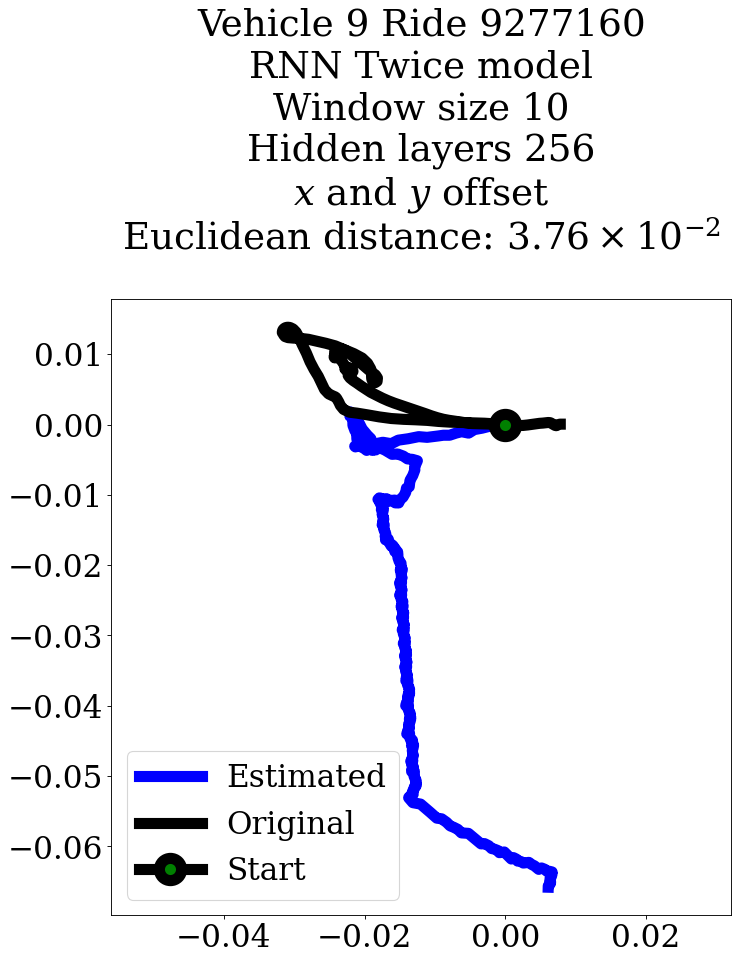 Vehicle 9 Ride 9277160
RNN Twice model
Window size 10
Hidden layers 256
x and y offset
Euclidean distance: 3.76 × 10⁻²
0.01
0.00
−0.01
−0.02
−0.03
−0.04
−0.05
−0.06
Estimated
Original
Start
−0.04 −0.02 0.00 0.02